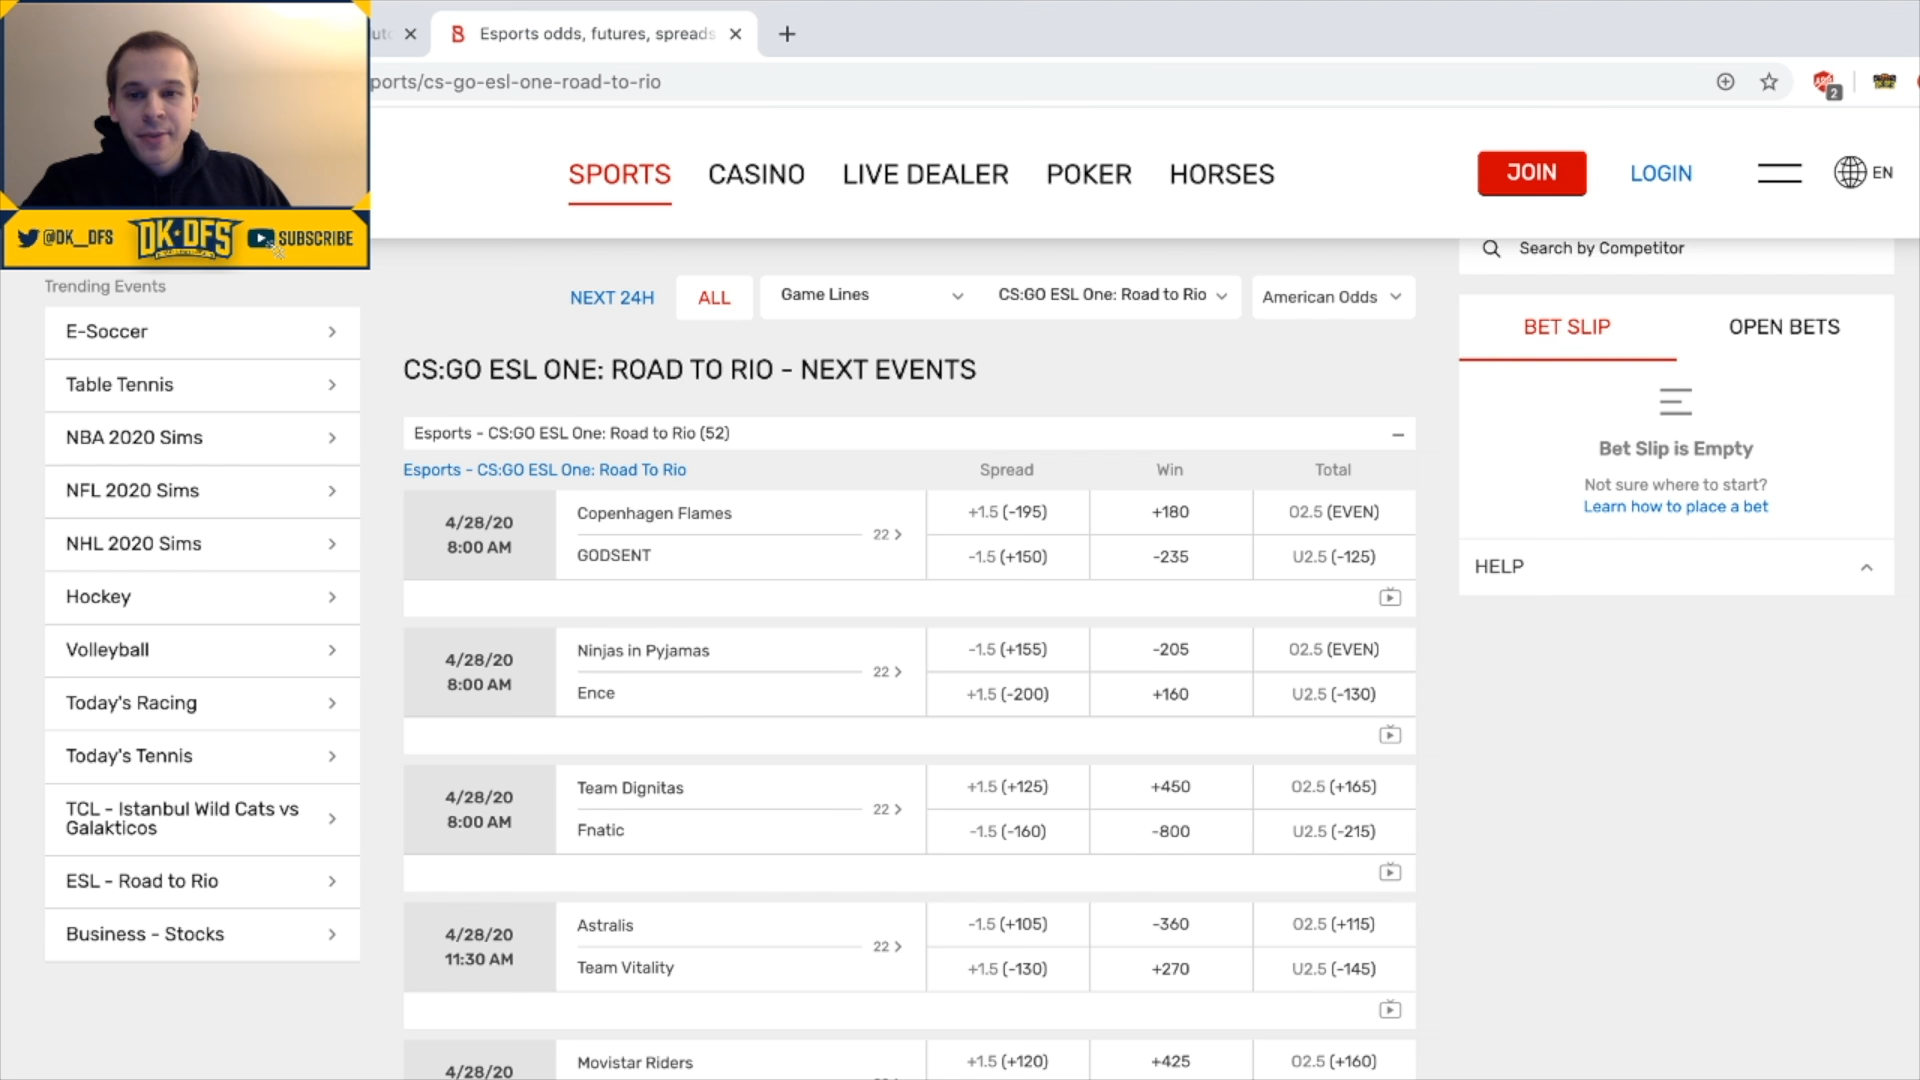 Esports odds, futures, spreads
ports/cs-go-esl-one-road-to-rio
2
SPORTS CASINO LIVE DEALER POKER HORSES JOIN LOGIN EN
@DK__DFS DK DFS SUBSCRIBE
Search by Competitor
Trending Events
E-Soccer
Table Tennis
NBA 2020 Sims
NFL 2020 Sims
NHL 2020 Sims
Hockey
Volleyball
Today's Racing
Today's Tennis
TCL - Istanbul Wild Cats vs
Galakticos
ESL - Road to Rio
Business - Stocks
NEXT 24H ALL Game Lines CS:GO ESL One: Road to Rio American Odds
CS:GO ESL ONE: ROAD TO RIO - NEXT EVENTS
Esports - CS:GO ESL One: Road to Rio (52)
Esports - CS:GO ESL One: Road To Rio Spread Win Total
4/28/20
8:00 AM
Copenhagen Flames +1.5 (-195) +180 O2.5 (EVEN)
22
GODSENT -1.5 (+150) -235 U2.5 (-125)
4/28/20
8:00 AM
Ninjas in Pyjamas -1.5 (+155) -205 O2.5 (EVEN)
22
Ence +1.5 (-200) +160 U2.5 (-130)
4/28/20
8:00 AM
Team Dignitas +1.5 (+125) +450 O2.5 (+165)
22
Fnatic -1.5 (-160) -800 U2.5 (-215)
4/28/20
11:30 AM
Astralis -1.5 (+105) -360 O2.5 (+115)
22
Team Vitality +1.5 (-130) +270 U2.5 (-145)
4/28/20
Movistar Riders +1.5 (+120) +425 O2.5 (+160)
BET SLIP OPEN BETS
Bet Slip is Empty
Not sure where to start?
Learn how to place a bet
HELP